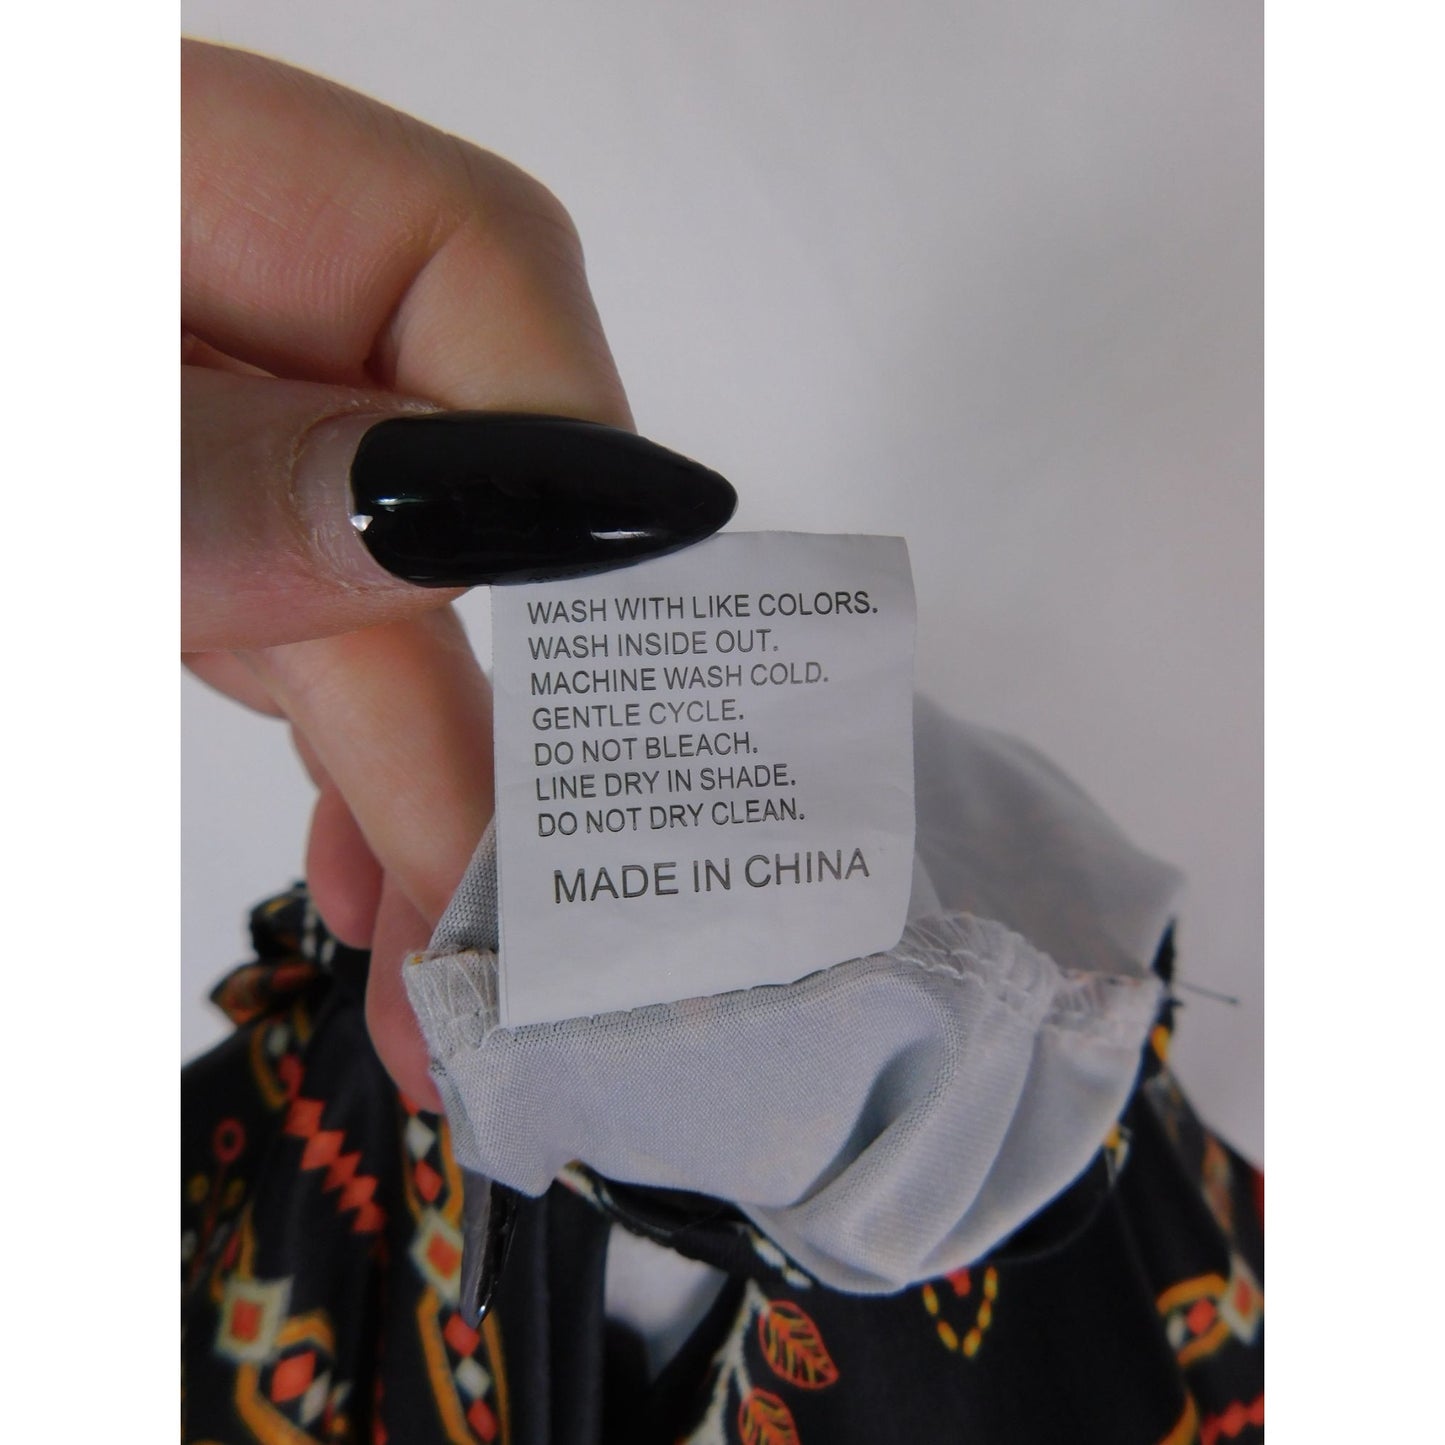 WASH WITH LIKE COLORS.
WASH INSIDE OUT.
MACHINE WASH COLD.
GENTLE CYCLE.
DO NOT BLEACH.
LINE DRY IN SHADE.
DO NOT DRY CLEAN.
MADE IN CHINA